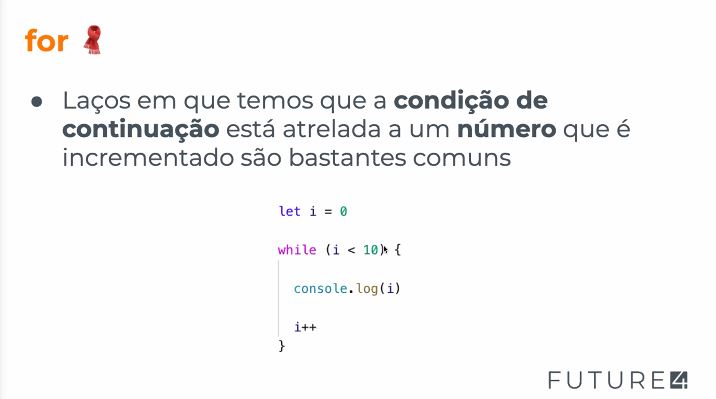 for
● Laços em que temos que a condição de
continuação está atrelada a um número que é
incrementado são bastantes comuns
let i = 0
while (i < 10) {
console.log(i)
i++
}
FUTURE4